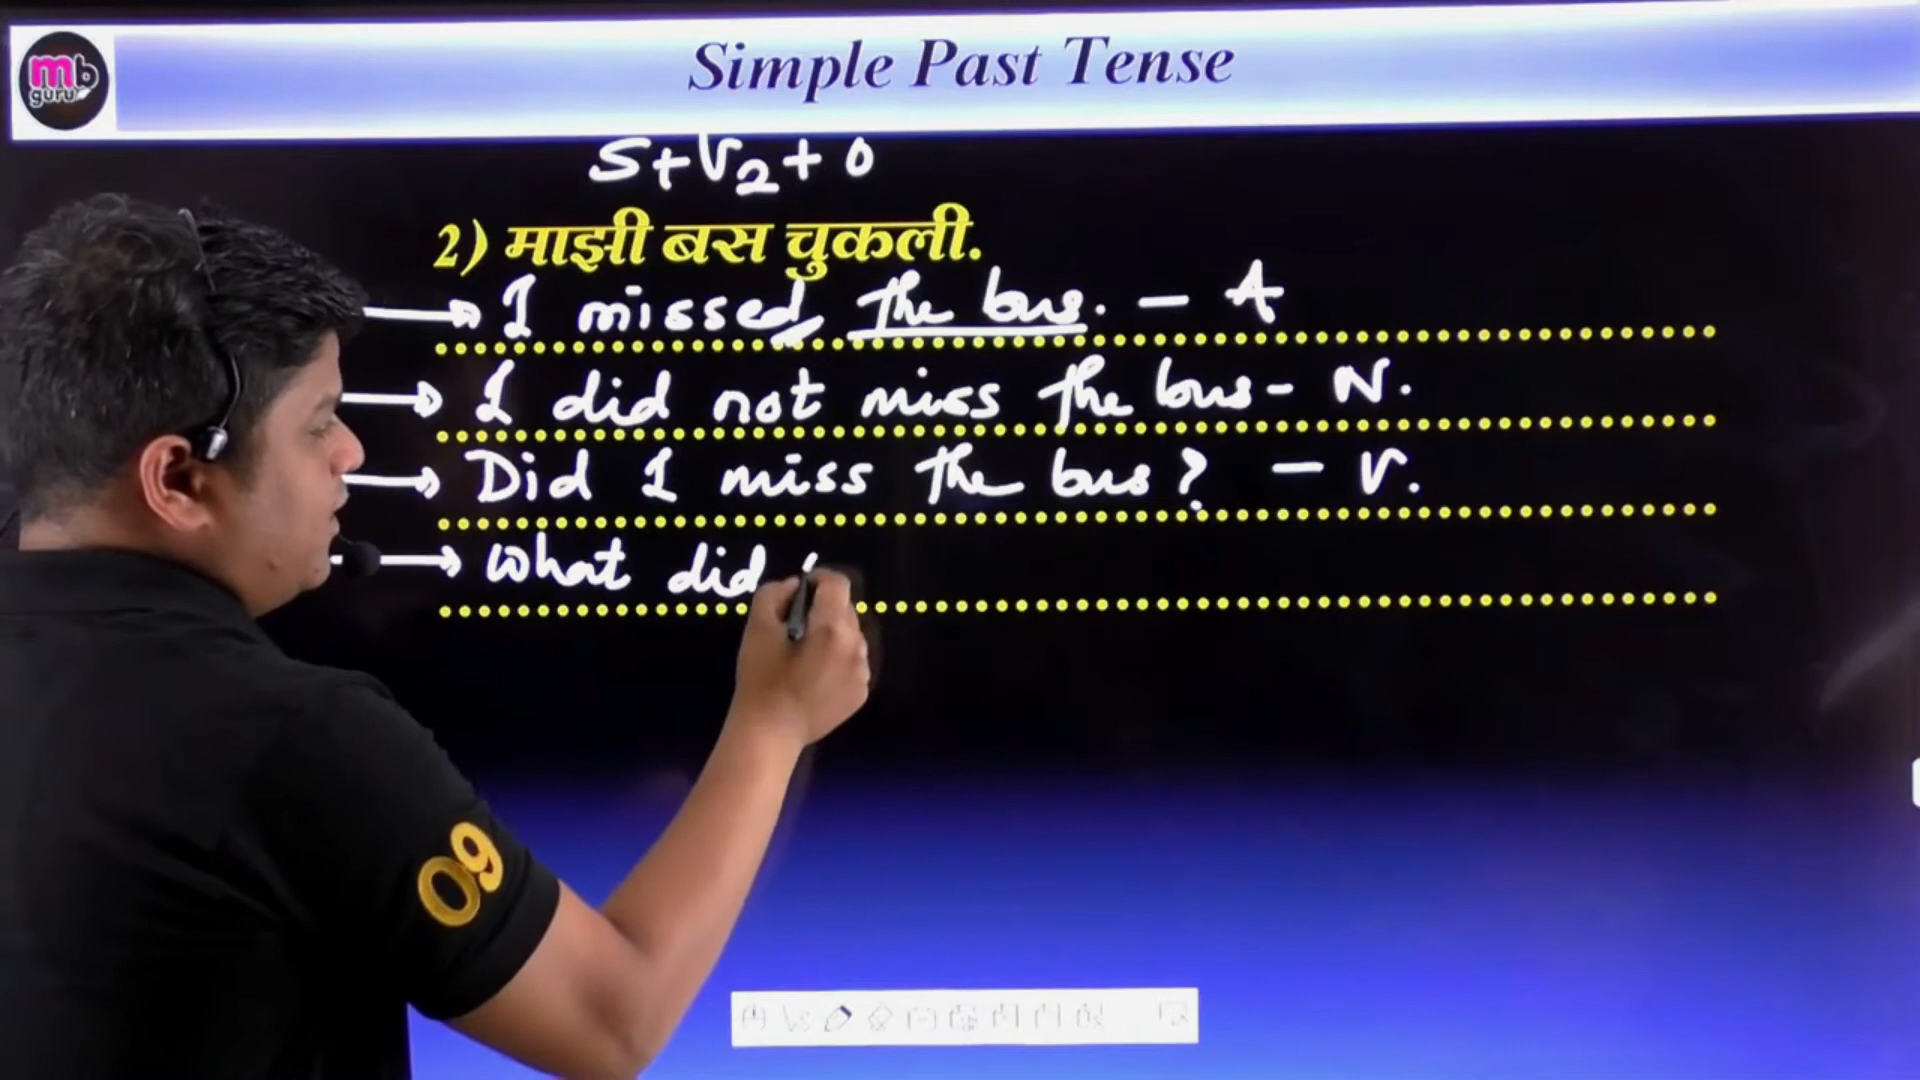 mb
guru
Simple Past Tense
S+V2+O
2) माझी बस चुकली.
I missed the bus. – A
I did not miss the bus – N.
Did I miss the bus? – V.
What did
09